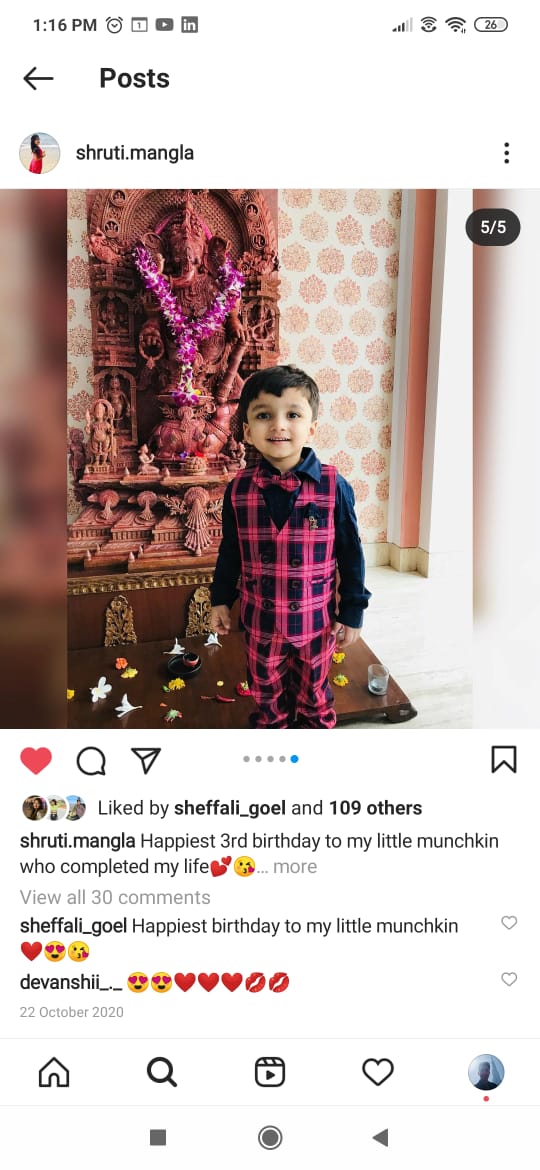 1:16 PM 1 in 26
Posts
shruti.mangla
5/5
Liked by sheffali_goel and 109 others
shruti.mangla Happiest 3rd birthday to my little munchkin
who completed my life💕😘... more
View all 30 comments
sheffali_goel Happiest birthday to my little munchkin
❤️😍😘
devanshii_._ 😍😍❤️❤️❤️💋💋
22 October 2020